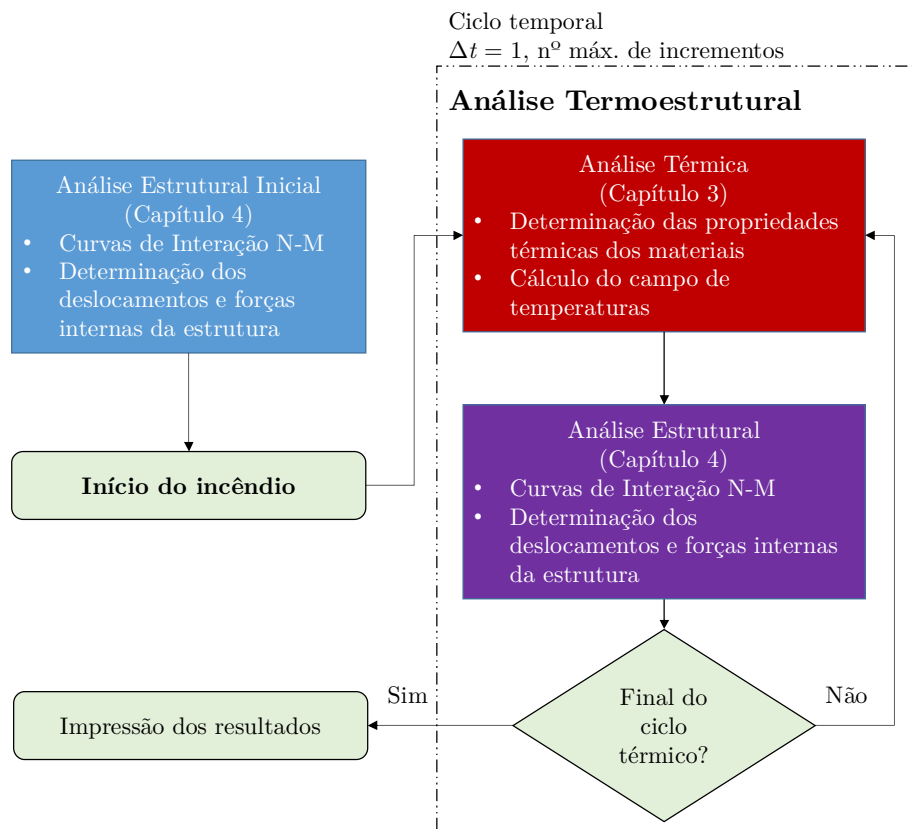 Ciclo temporal
Δt = 1, nº máx. de incrementos
Análise Termoestrutural
Análise Estrutural Inicial
(Capítulo 4)
• Curvas de Interação N-M
• Determinação dos
deslocamentos e forças
internas da estrutura
Análise Térmica
(Capítulo 3)
• Determinação das propriedades
térmicas dos materiais
• Cálculo do campo de
temperaturas
Início do incêndio
Análise Estrutural
(Capítulo 4)
• Curvas de Interação N-M
• Determinação dos
deslocamentos e forças internas
da estrutura
Final do
ciclo
térmico?
Sim
Não
Impressão dos resultados